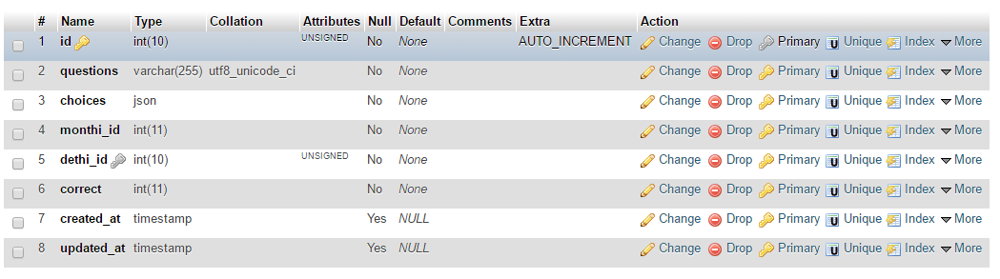 # Name Type Collation Attributes Null Default Comments Extra Action
1 id int(10) UNSIGNED No None AUTO_INCREMENT Change Drop Primary Unique Index More
2 questions varchar(255) utf8_unicode_ci No None Change Drop Primary Unique Index More
3 choices json No None Change Drop Primary Unique Index More
4 monthi_id int(11) No None Change Drop Primary Unique Index More
5 dethi_id int(10) UNSIGNED No None Change Drop Primary Unique Index More
6 correct int(11) No None Change Drop Primary Unique Index More
7 created_at timestamp Yes NULL Change Drop Primary Unique Index More
8 updated_at timestamp Yes NULL Change Drop Primary Unique Index More